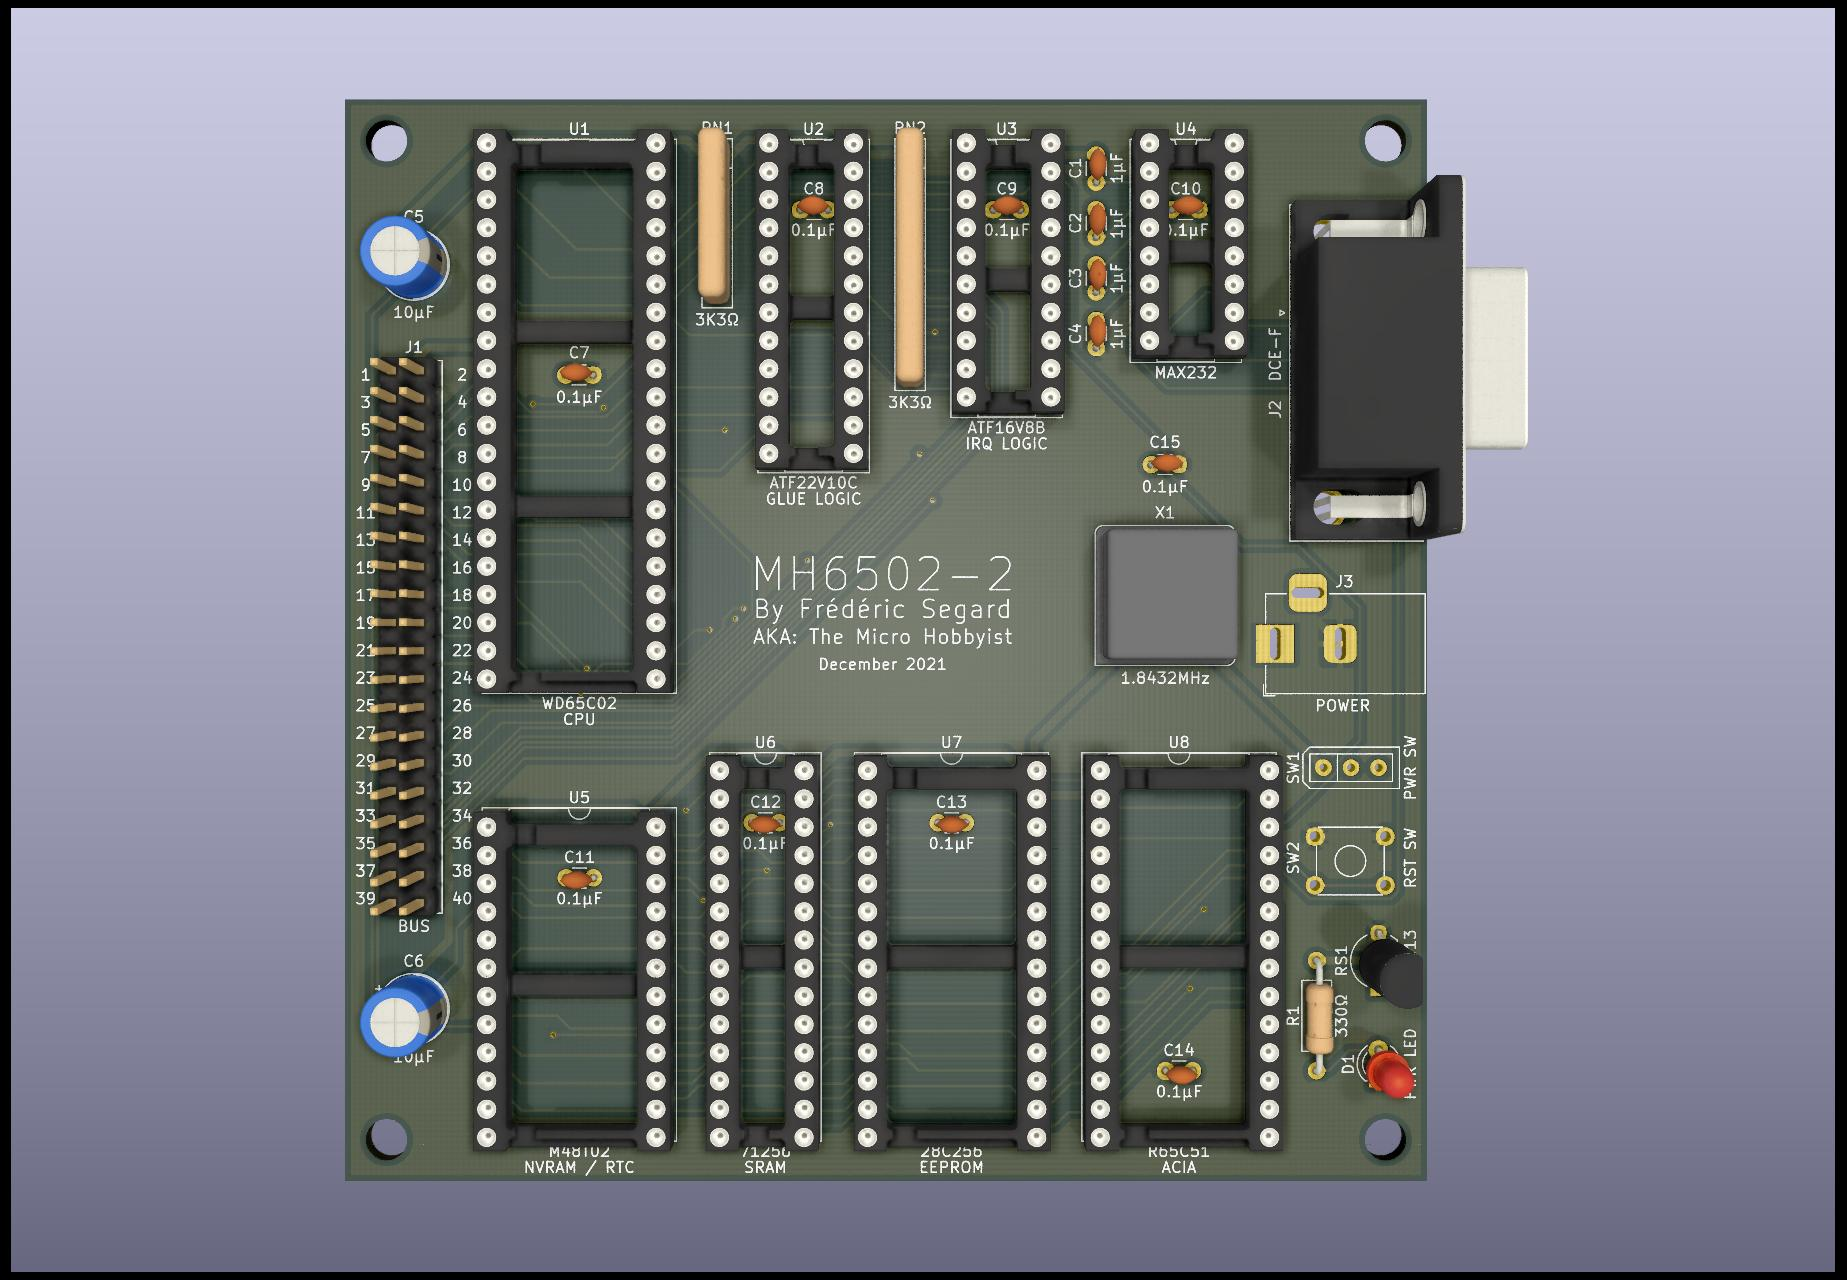 U1
RN1
U2
RN2
U3
U4
C5
10µF
C7
0.1µF
3K3Ω
C8
0.1µF
3K3Ω
C9
0.1µF
C1
1µF
C2
1µF
C3
1µF
C4
1µF
C10
0.1µF
MAX232
J2 DCE-F
ATF22V10C
GLUE LOGIC
ATF16V8B
IRQ LOGIC
C15
0.1µF
X1
1.8432MHz
J1
1 2
3 4
5 6
7 8
9 10
11 12
13 14
15 16
17 18
19 20
21 22
23 24
25 26
27 28
29 30
31 32
33 34
35 36
37 38
39 40
BUS
WD65C02
CPU
MH6502-2
By Frédéric Segard
AKA: The Micro Hobbyist
December 2021
J3
POWER
SW1
PWR SW
SW2
RST SW
U5
C11
0.1µF
M48T02
NVRAM / RTC
U6
C12
0.1µF
71256
SRAM
U7
C13
0.1µF
28C256
EEPROM
U8
C14
0.1µF
R65C51
ACIA
C6
10µF
RS1
R1
330Ω
D1
LED